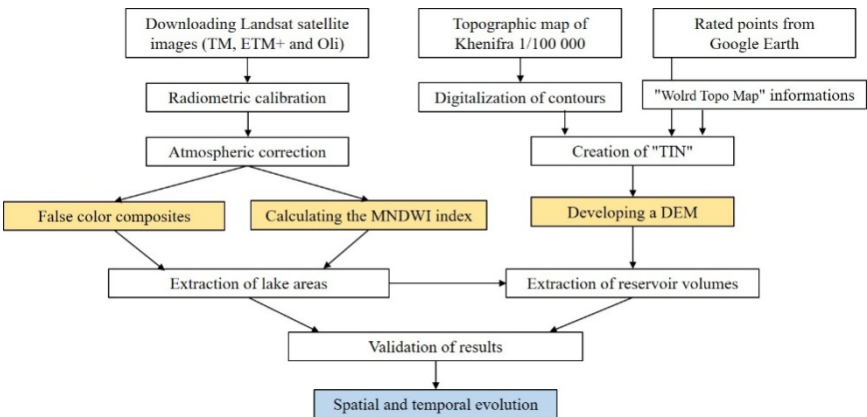 Downloading Landsat satellite
images (TM, ETM+ and Oli)
Topographic map of
Khenifra 1/100 000
Rated points from
Google Earth
Radiometric calibration
Digitalization of contours
"Wolrd Topo Map" informations
Atmospheric correction
Creation of "TIN"
False color composites
Calculating the MNDWI index
Developing a DEM
Extraction of lake areas
Extraction of reservoir volumes
Validation of results
Spatial and temporal evolution